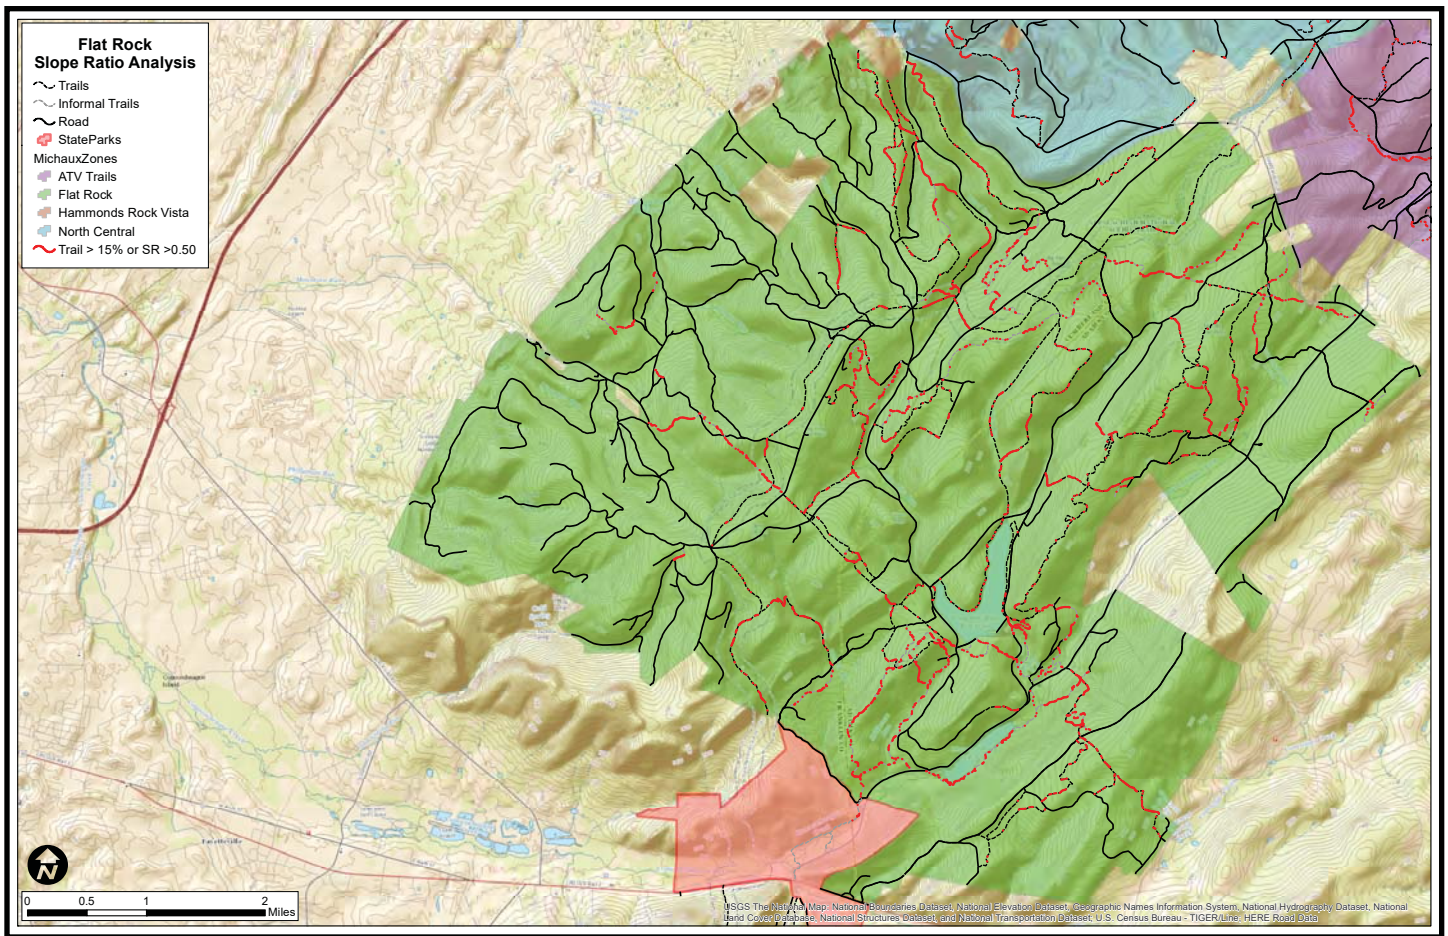 Flat Rock
Slope Ratio Analysis
Trails
Informal Trails
Road
StateParks
MichauxZones
ATV Trails
Flat Rock
Hammonds Rock Vista
North Central
Trail > 15% or SR >0.50
Fayetteville
N
0 0.5 1 2
Miles
USGS The National Map: National Boundaries Dataset, National Elevation Dataset, Geographic Names Information System, National Hydrography Dataset, National
Land Cover Database, National Structures Dataset, and National Transportation Dataset; U.S. Census Bureau - TIGER/Line; HERE Road Data